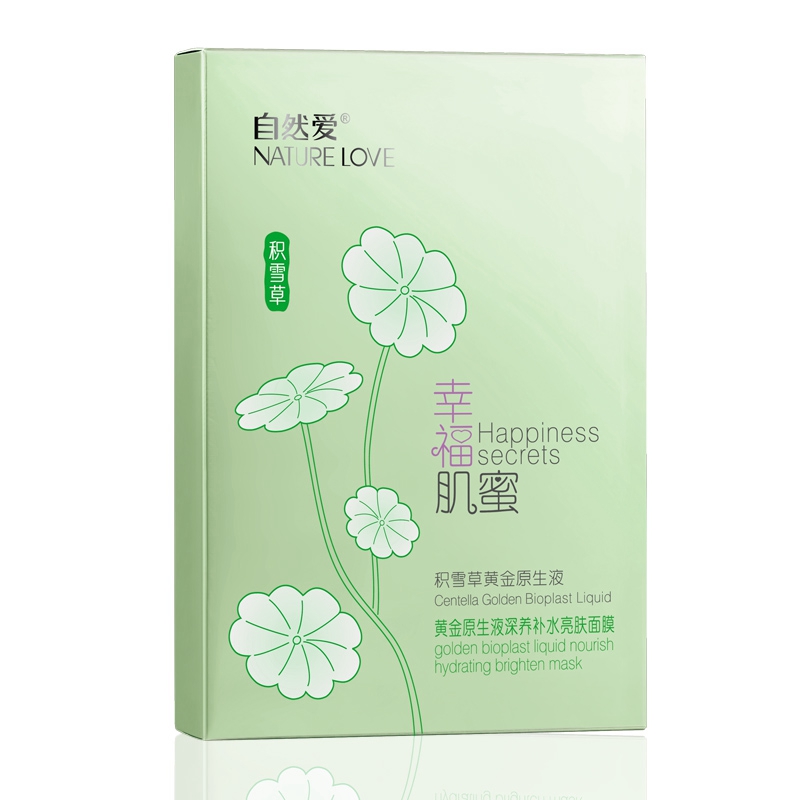 自然爱®
NATURE LOVE
积雪草
幸福
Happiness
secrets
肌蜜
积雪草黄金原生液
Centella Golden Bioplast Liquid
黄金原生液深养补水亮肤面膜
golden bioplast liquid nourish
hydrating brighten mask